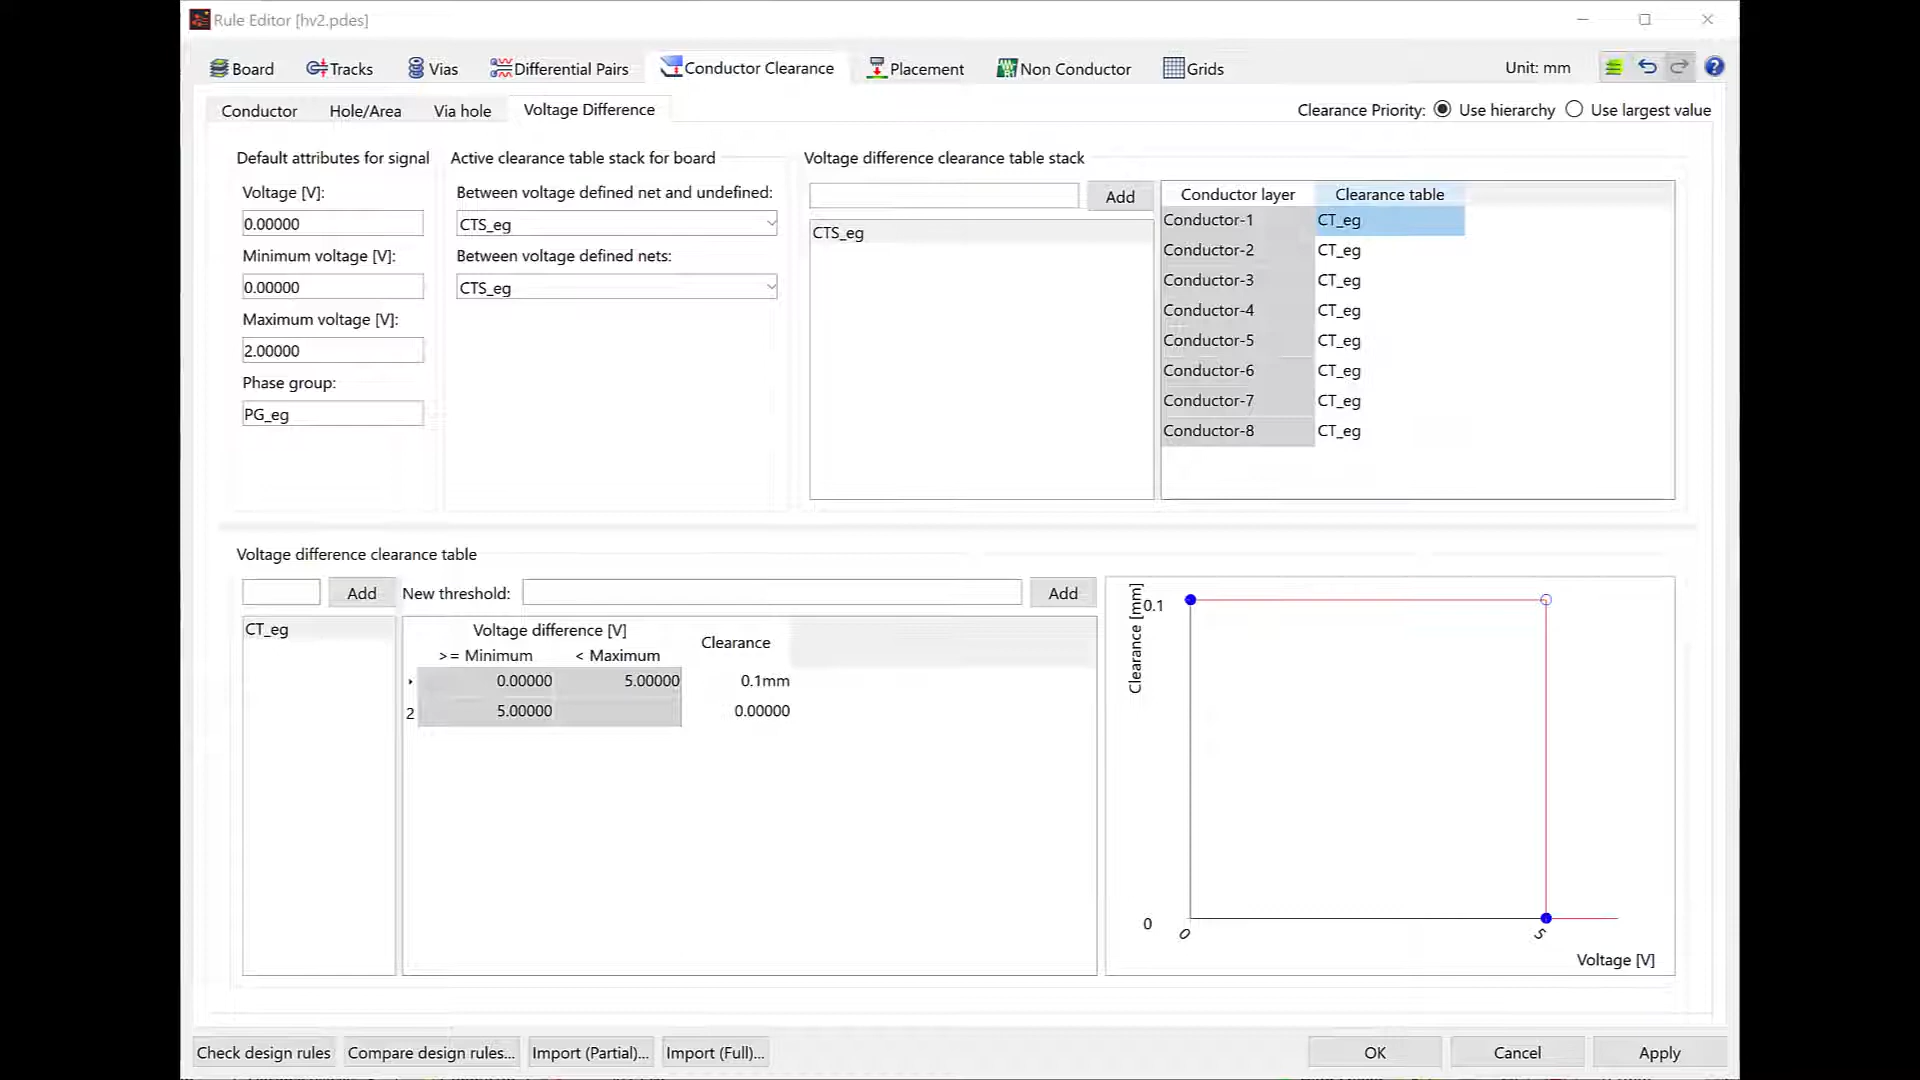 Rule Editor [hv2.pdes]
Board Tracks Vias Differential Pairs Conductor Clearance Placement Non Conductor Grids Unit: mm
Conductor Hole/Area Via hole Voltage Difference Clearance Priority: Use hierarchy Use largest value
Default attributes for signal
Voltage [V]:
0.00000
Minimum voltage [V]:
0.00000
Maximum voltage [V]:
2.00000
Phase group:
PG_eg
Active clearance table stack for board
Between voltage defined net and undefined:
CTS_eg
Between voltage defined nets:
CTS_eg
Voltage difference clearance table stack
Add
CTS_eg
Conductor layer Clearance table
Conductor-1 CT_eg
Conductor-2 CT_eg
Conductor-3 CT_eg
Conductor-4 CT_eg
Conductor-5 CT_eg
Conductor-6 CT_eg
Conductor-7 CT_eg
Conductor-8 CT_eg
Voltage difference clearance table
Add New threshold: Add
CT_eg
Voltage difference [V] Clearance
>= Minimum < Maximum
0.00000 5.00000 0.1mm
2 5.00000 0.00000
Clearance [mm]
0.1
0
0 5
Voltage [V]
Check design rules Compare design rules... Import (Partial)... Import (Full)... OK Cancel Apply